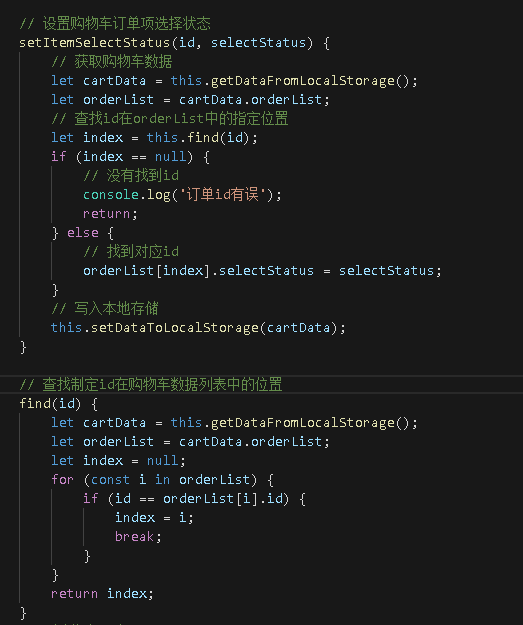 // 设置购物车订单项选择状态
setItemSelectStatus(id, selectStatus) {
// 获取购物车数据
let cartData = this.getDataFromLocalStorage();
let orderList = cartData.orderList;
// 查找id在orderList中的指定位置
let index = this.find(id);
if (index == null) {
// 没有找到id
console.log('订单id有误');
return;
} else {
// 找到对应id
orderList[index].selectStatus = selectStatus;
}
// 写入本地存储
this.setDataToLocalStorage(cartData);
}
// 查找制定id在购物车数据列表中的位置
find(id) {
let cartData = this.getDataFromLocalStorage();
let orderList = cartData.orderList;
let index = null;
for (const i in orderList) {
if (id == orderList[i].id) {
index = i;
break;
}
}
return index;
}